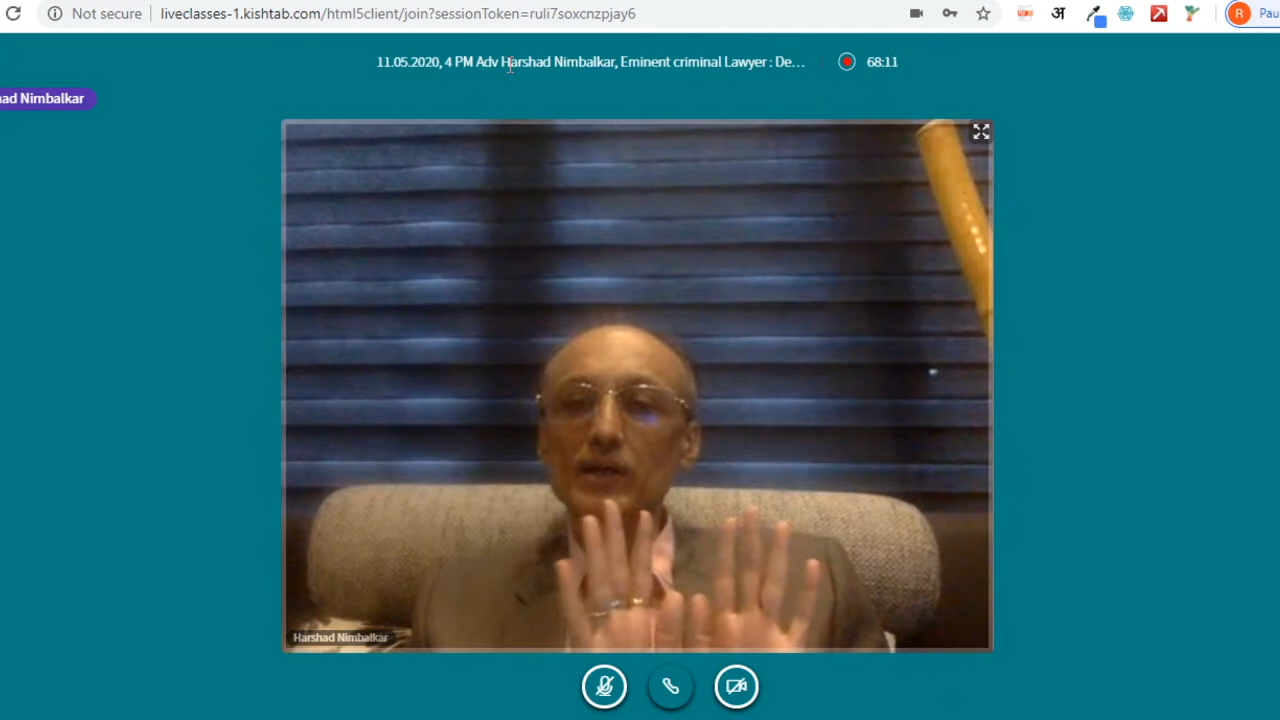 Not secure
liveclasses-1.kishtab.com/html5client/join?sessionToken=ruli7soxcnzpjay6
अ
R
Pau
11.05.2020, 4 PM Adv Harshad Nimbalkar, Eminent criminal Lawyer : De...
68:11
ad Nimbalkar
Harshad Nimbalkar